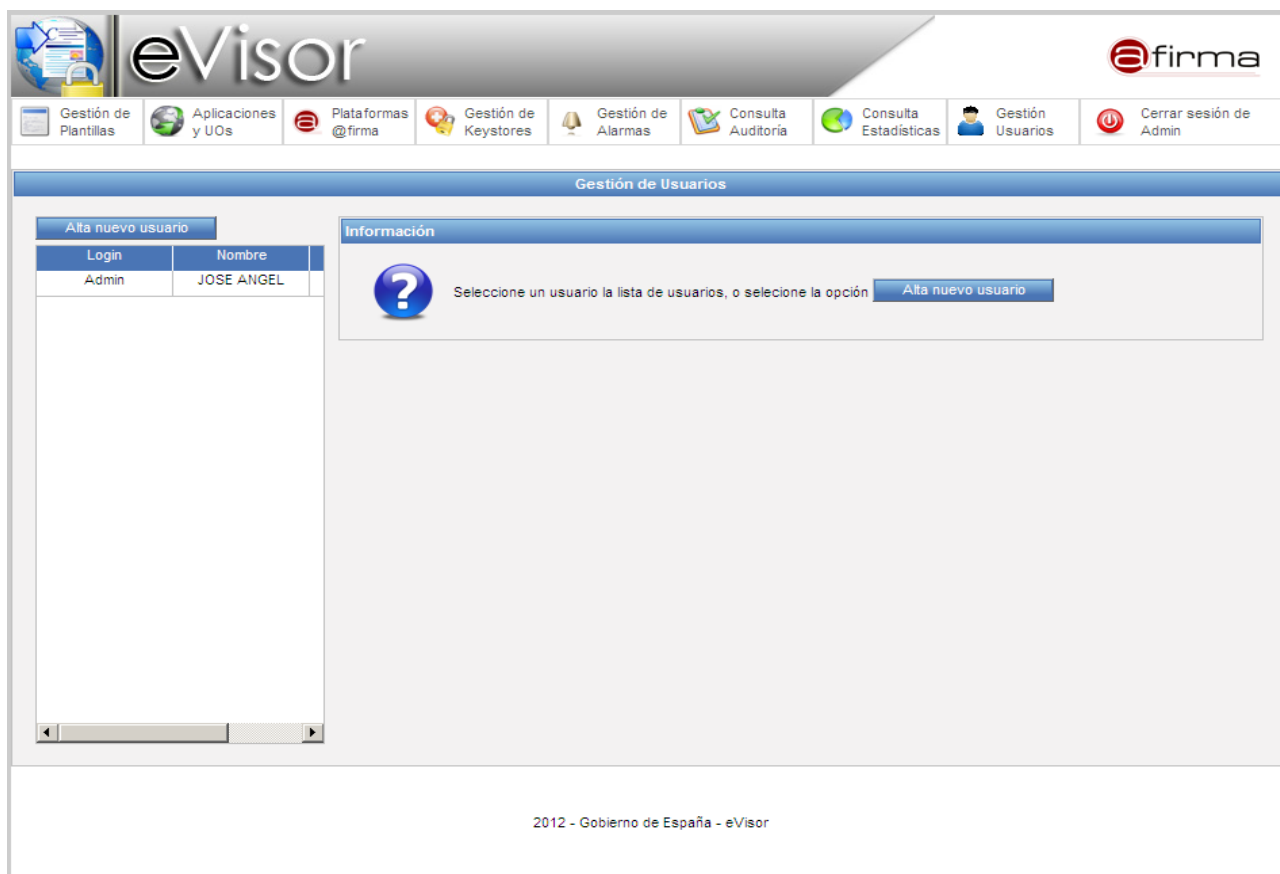 eVisor
@firma
Gestión de
Plantillas
Aplicaciones
y UOs
Plataformas
@firma
Gestión de
Keystores
Gestión de
Alarmas
Consulta
Auditoría
Consulta
Estadísticas
Gestión
Usuarios
Cerrar sesión de
Admin
Gestión de Usuarios
Alta nuevo usuario
Login Nombre
Admin JOSE ANGEL
Información
Seleccione un usuario la lista de usuarios, o selecione la opción Alta nuevo usuario
2012 - Gobierno de España - eVisor